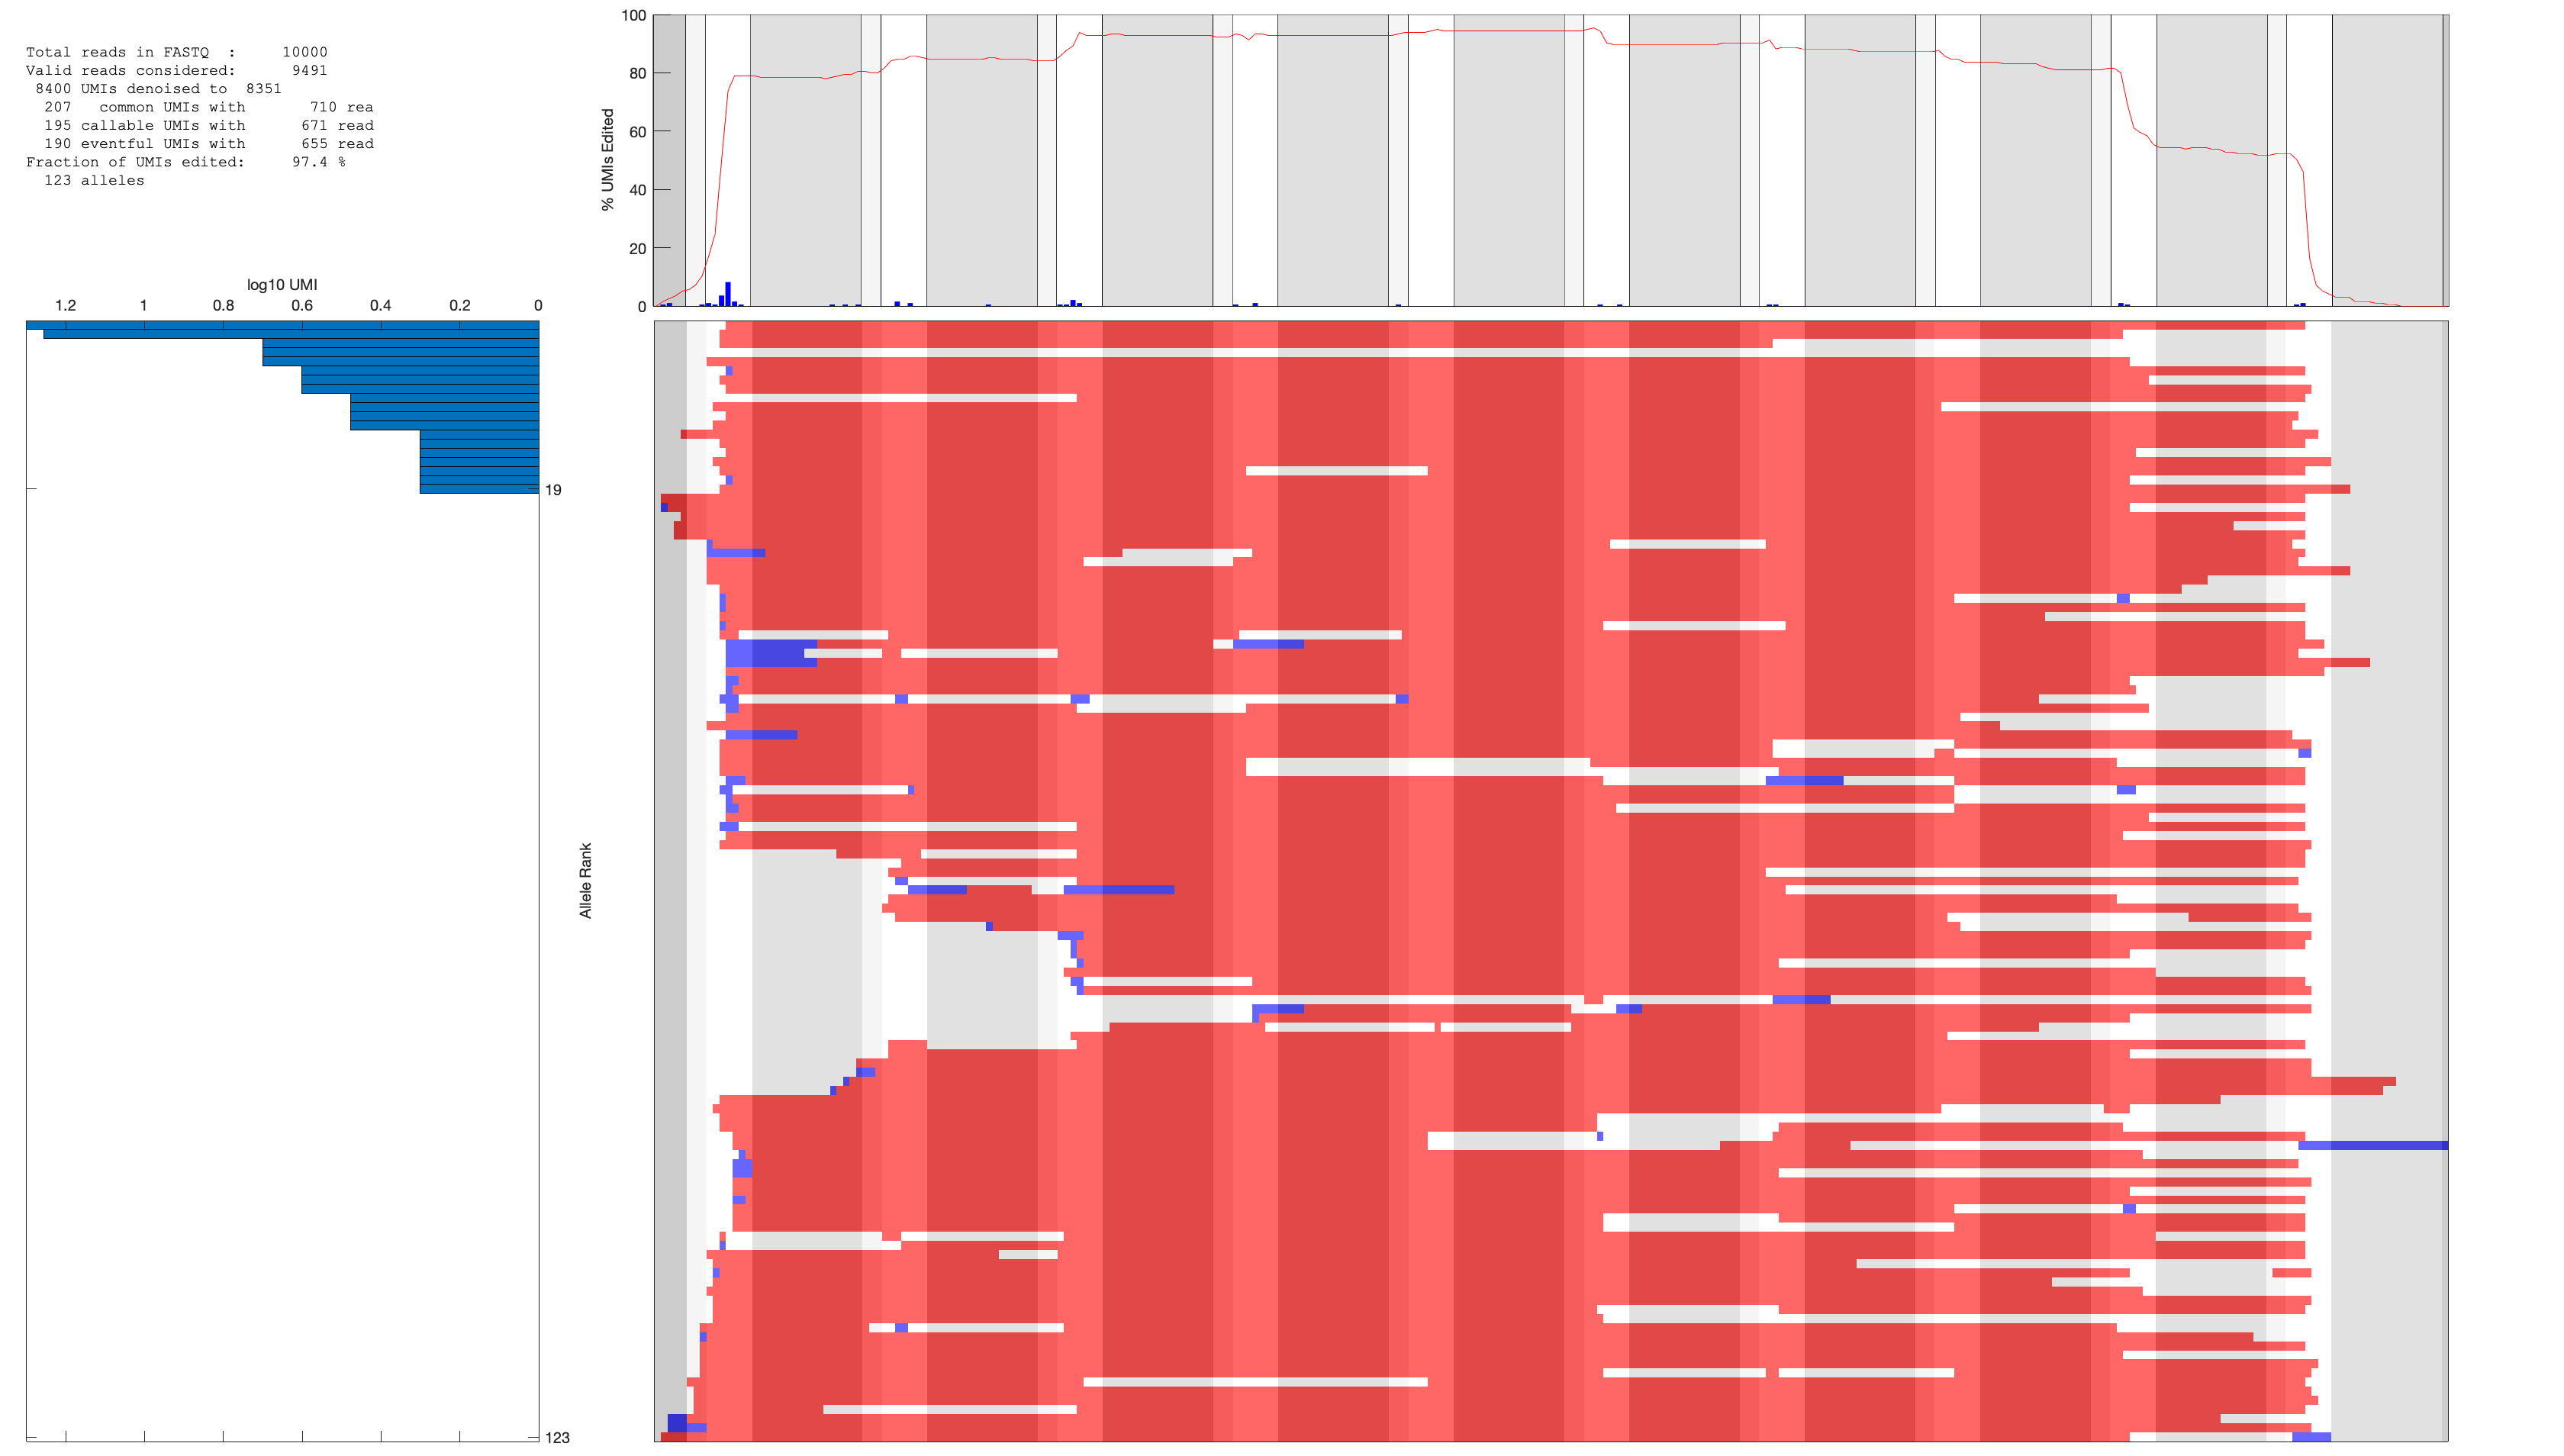 Total reads in FASTQ : 10000
Valid reads considered: 9491
8400 UMIs denoised to 8351
207 common UMIs with 710 rea
195 callable UMIs with 671 read
190 eventful UMIs with 655 read
Fraction of UMIs edited: 97.4 %
123 alleles
100
80
60
40
20
0
% UMIs Edited
log10 UMI
1.2 1 0.8 0.6 0.4 0.2 0
19
123
Allele Rank